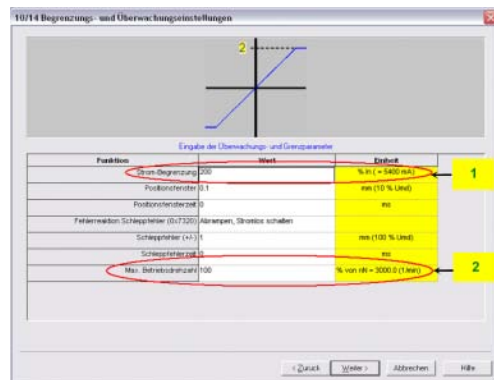 10/14 Begrenzungs- und Überwachungseinstellungen
2
Eingabe der Überwachungs- und Grenzparameter
Funktion Wert Einheit
Strom-Begrenzung 200 % In ( = 5400 mA)
1
Positionsfenster 0,1 mm (10 % Umd)
Positionsfensterzeit 0 ms
Fehlerreaktion Schleppfehler (0x7320) Abrampen, Stromlos schalten
Schleppfehler (+/-) 1 mm (100 % Umd)
Schleppfehlerzeit 0 ms
Max. Betriebsdrehzahl 100 % von nN = 3000.0 (1/min)
2
< Zurück Weiter > Abbrechen Hilfe